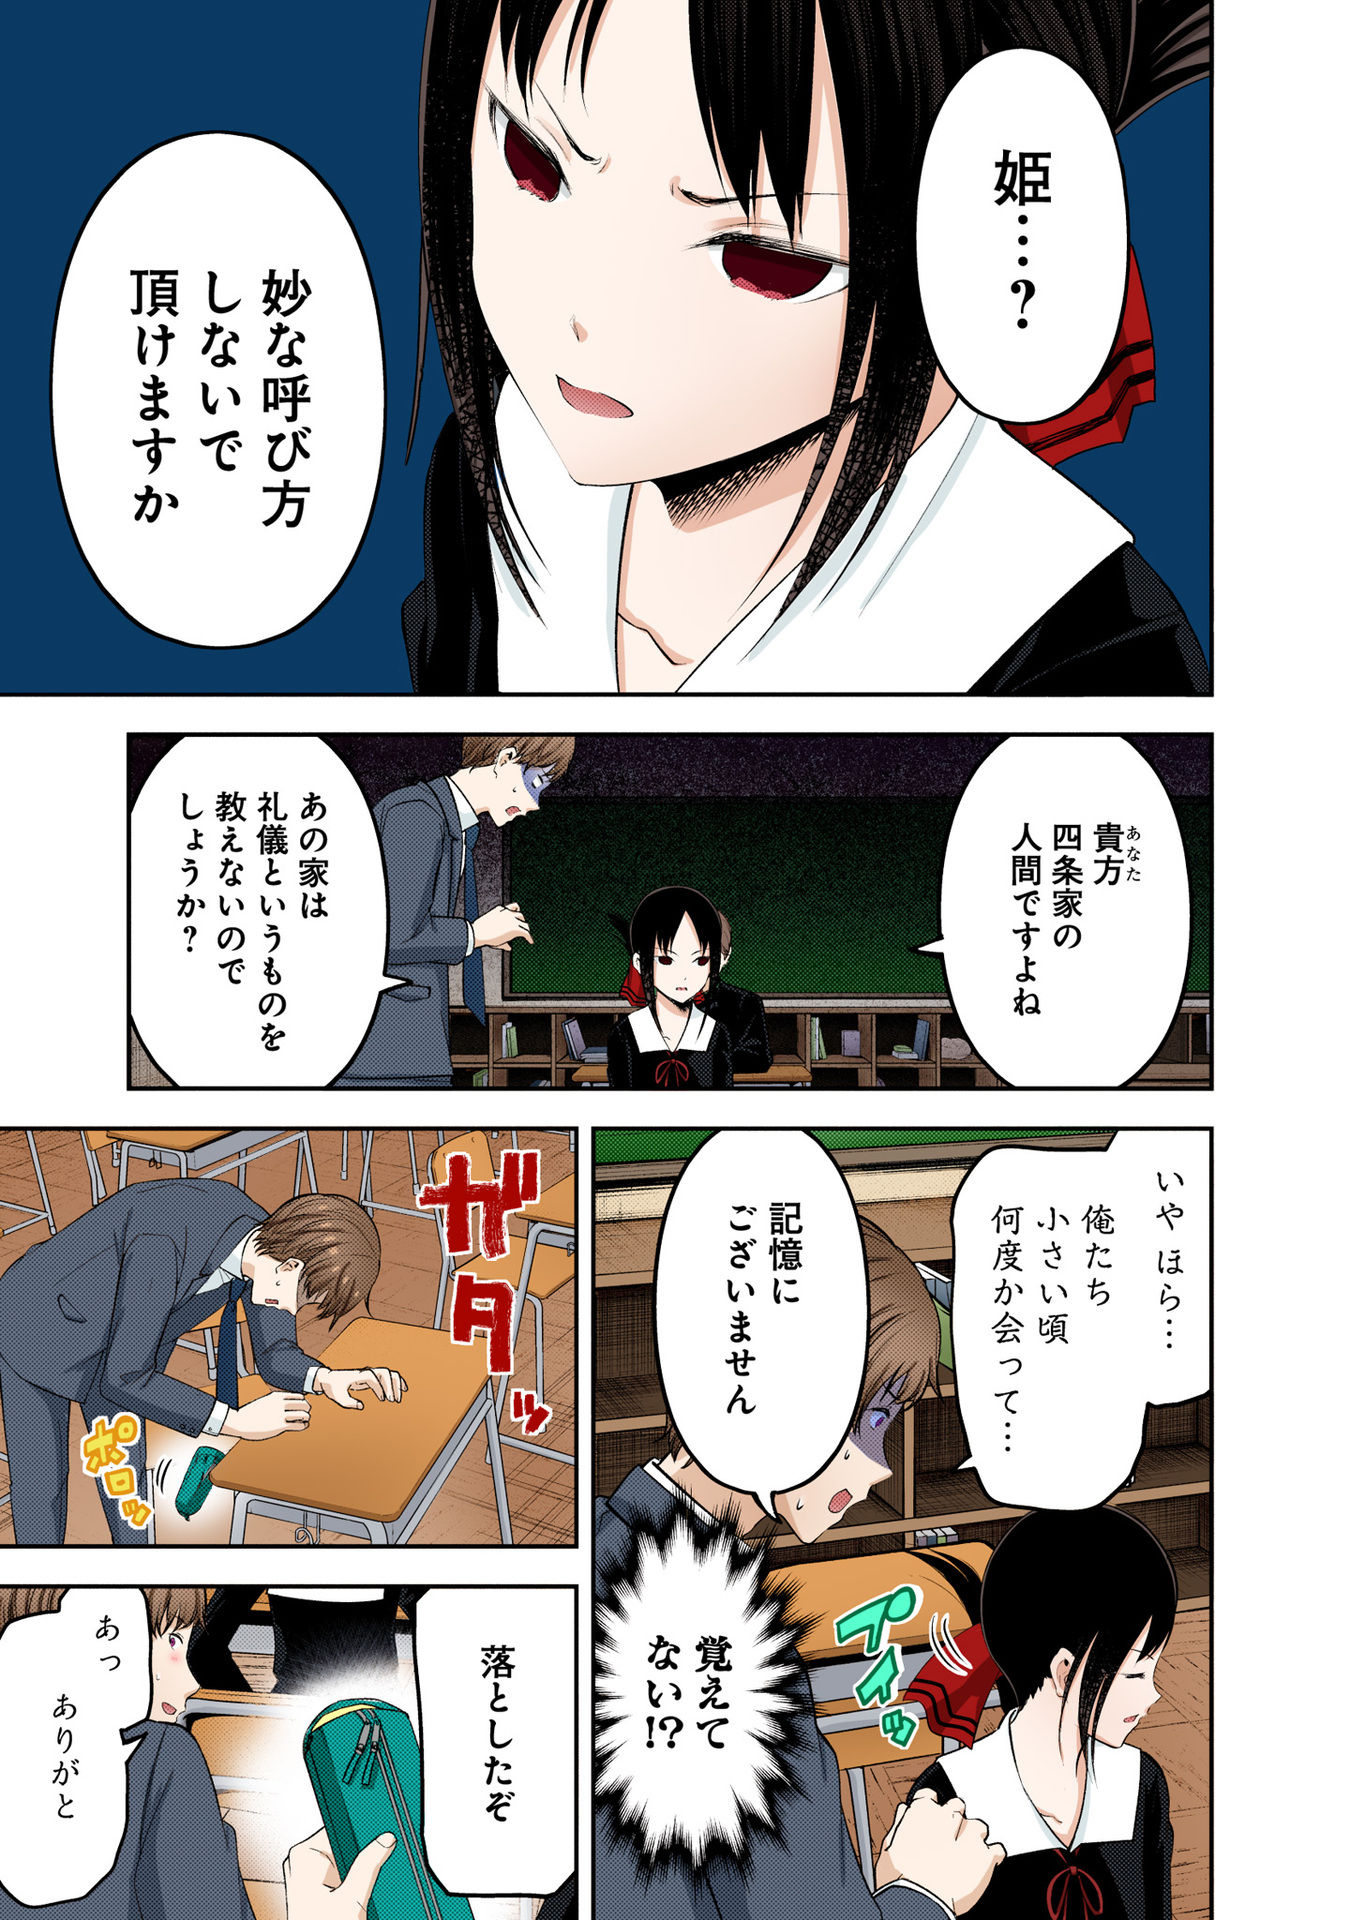 姫…?
妙な呼び方
しないで
頂けますか
貴方
あなた
四条家の
人間ですよね
あの家は
礼儀というものを
教えないので
しょうか?
いや ほら…
俺たち
小さい頃
何度か会って…
記憶に
ございません
プイッ
覚えて
ない!?
ガタッ
ポロッ
落としたぞ
あっ
ありがと